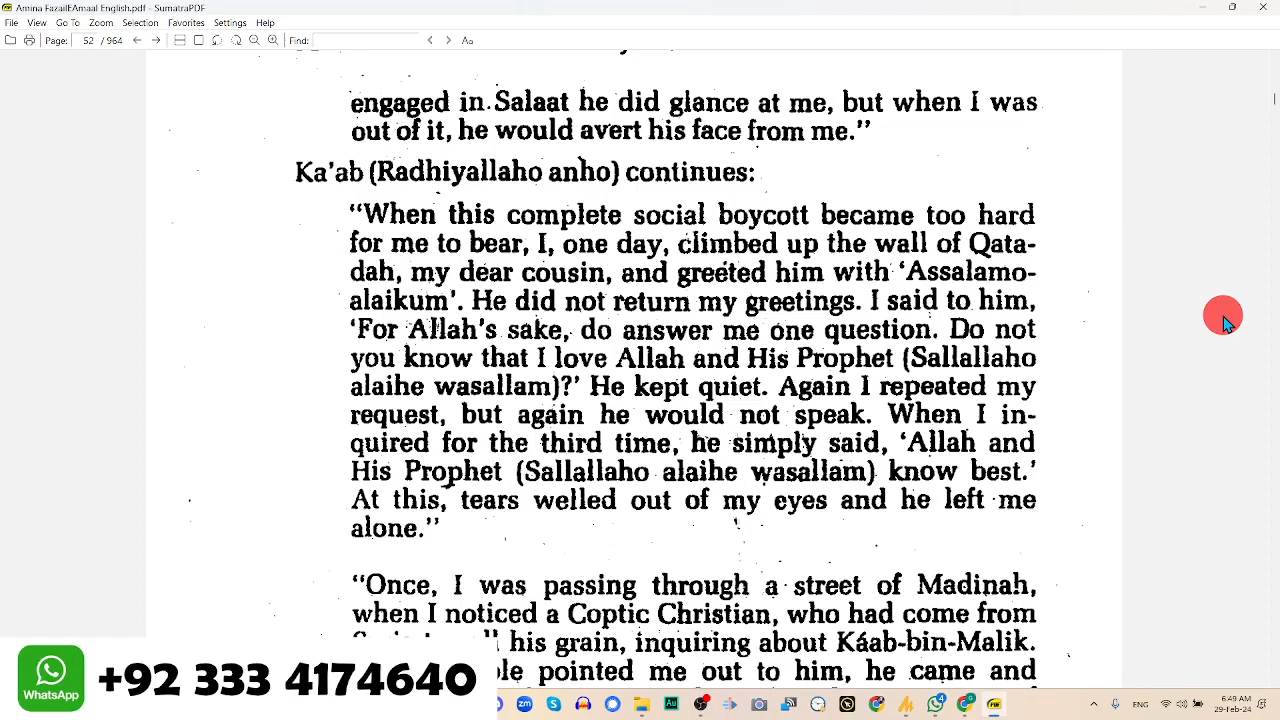 Amina FazailEAmaal English.pdf - SumatraPDF
File View Go To Zoom Selection Favorites Settings Help
Page: 52 / 964 Find: Aa
engaged in Salaat he did glance at me, but when I was
out of it, he would avert his face from me."
Ka'ab (Radhiyallaho anho) continues:
"When this complete social boycott became too hard
for me to bear, I, one day, climbed up the wall of Qata-
dah, my dear cousin, and greeted him with 'Assalamo-
alaikum'. He did not return my greetings. I said to him,
'For Allah's sake, do answer me one question. Do not
you know that I love Allah and His Prophet (Sallallaho
alaihe wasallam)?' He kept quiet. Again I repeated my
request, but again he would not speak. When I in-
quired for the third time, he simply said, 'Allah and
His Prophet (Sallallaho alaihe wasallam) know best.'
At this, tears welled out of my eyes and he left me
alone."
"Once, I was passing through a street of Madinah,
when I noticed a Coptic Christian, who had come from
his grain, inquiring about Káab-bin-Malik.
pointed me out to him, he came and
WhatsApp
+92 333 4174640
ENG
29-Feb-24